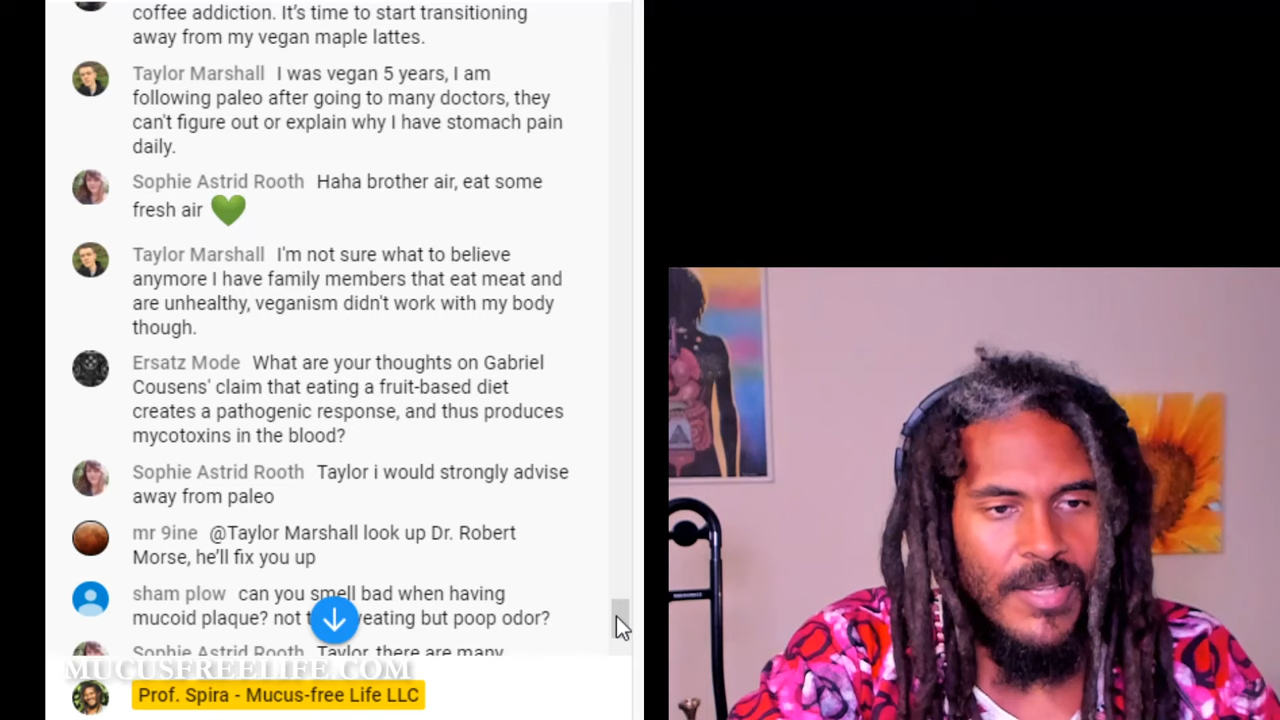 coffee addiction. It's time to start transitioning
away from my vegan maple lattes.
Taylor Marshall I was vegan 5 years, I am
following paleo after going to many doctors, they
can't figure out or explain why I have stomach pain
daily.
Sophie Astrid Rooth Haha brother air, eat some
fresh air 💚
Taylor Marshall I'm not sure what to believe
anymore I have family members that eat meat and
are unhealthy, veganism didn't work with my body
though.
Ersatz Mode What are your thoughts on Gabriel
Cousens' claim that eating a fruit-based diet
creates a pathogenic response, and thus produces
mycotoxins in the blood?
Sophie Astrid Rooth Taylor i would strongly advise
away from paleo
mr 9ine @Taylor Marshall look up Dr. Robert
Morse, he'll fix you up
sham plow can you smell bad when having
mucoid plaque? not eating but poop odor?
Sophie Astrid Rooth Taylor, there are many
MUCUSFREELIFE.COM
Prof. Spira - Mucus-free Life LLC